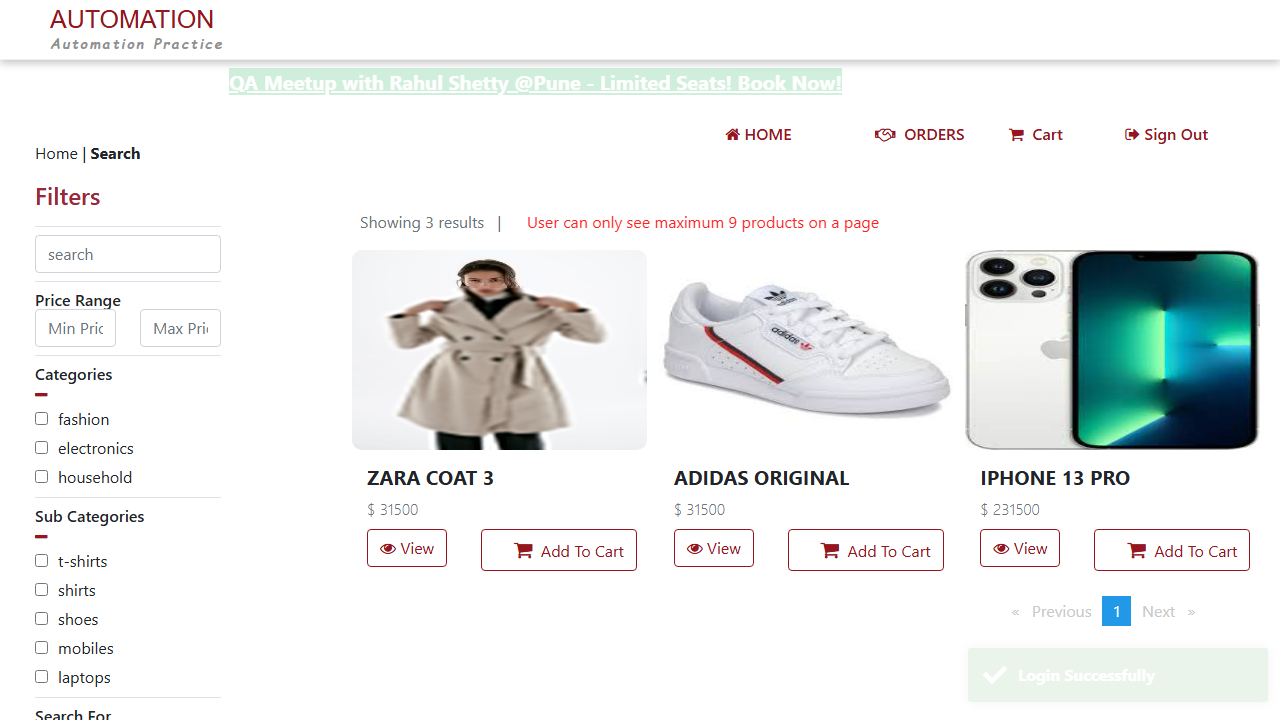 AUTOMATION
Automation Practice
QA Meetup with Rahul Shetty @Pune - Limited Seats! Book Now!
HOME ORDERS Cart Sign Out
Home | Search
Filters
Showing 3 results | User can only see maximum 9 products on a page
search
Price Range
Min Pric Max Pric
Categories
fashion
electronics
household
Sub Categories
t-shirts
shirts
shoes
mobiles
laptops
Search For
adidas
ZARA COAT 3 ADIDAS ORIGINAL IPHONE 13 PRO
$ 31500 $ 31500 $ 231500
View Add To Cart View Add To Cart View Add To Cart
« Previous 1 Next »
Login Successfully